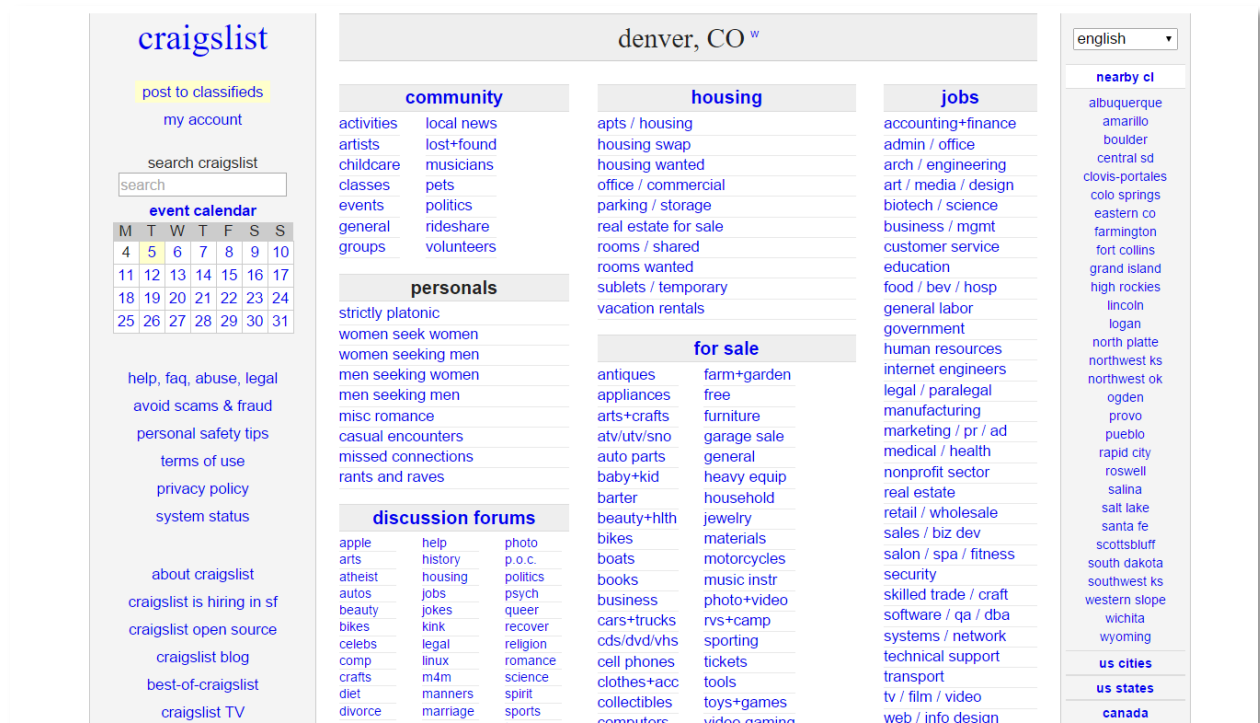 craigslist
post to classifieds
my account
search craigslist
search
event calendar
M T W T F S S
4 5 6 7 8 9 10
11 12 13 14 15 16 17
18 19 20 21 22 23 24
25 26 27 28 29 30 31
help, faq, abuse, legal
avoid scams & fraud
personal safety tips
terms of use
privacy policy
system status
about craigslist
craigslist is hiring in sf
craigslist open source
craigslist blog
best-of-craigslist
craigslist TV
denver, CO w
community
activities
artists
childcare
classes
events
general
groups
local news
lost+found
musicians
pets
politics
rideshare
volunteers
personals
strictly platonic
women seek women
women seeking men
men seeking women
men seeking men
misc romance
casual encounters
missed connections
rants and raves
discussion forums
apple
arts
atheist
autos
beauty
bikes
celebs
comp
crafts
diet
divorce
help
history
housing
jobs
jokes
kink
legal
linux
m4m
manners
marriage
photo
p.o.c.
politics
psych
queer
recover
religion
romance
science
spirit
sports
housing
apts / housing
housing swap
housing wanted
office / commercial
parking / storage
real estate for sale
rooms / shared
rooms wanted
sublets / temporary
vacation rentals
for sale
antiques
appliances
arts+crafts
atv/utv/sno
auto parts
baby+kid
barter
beauty+hlth
bikes
boats
books
business
cars+trucks
cds/dvd/vhs
cell phones
clothes+acc
collectibles
computers
farm+garden
free
furniture
garage sale
general
heavy equip
household
jewelry
materials
motorcycles
music instr
photo+video
rvs+camp
sporting
tickets
tools
toys+games
video gaming
jobs
accounting+finance
admin / office
arch / engineering
art / media / design
biotech / science
business / mgmt
customer service
education
food / bev / hosp
general labor
government
human resources
internet engineers
legal / paralegal
manufacturing
marketing / pr / ad
medical / health
nonprofit sector
real estate
retail / wholesale
sales / biz dev
salon / spa / fitness
security
skilled trade / craft
software / qa / dba
systems / network
technical support
transport
tv / film / video
web / info design
english
nearby cl
albuquerque
amarillo
boulder
central sd
clovis-portales
colo springs
eastern co
farmington
fort collins
grand island
high rockies
lincoln
logan
north platte
northwest ks
northwest ok
ogden
provo
pueblo
rapid city
roswell
salina
salt lake
santa fe
scottsbluff
south dakota
southwest ks
western slope
wichita
wyoming
us cities
us states
canada